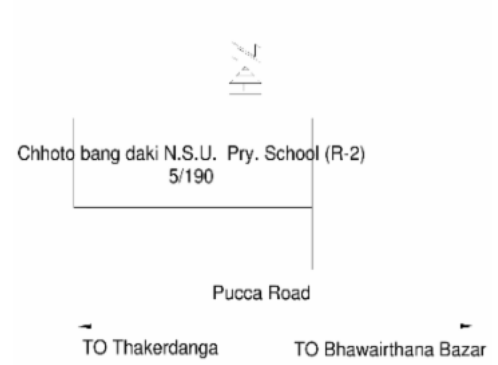 Chhoto bang daki N.S.U. Pry. School (R-2)
5/190
Pucca Road
TO Thakerdanga
TO Bhawairthana Bazar